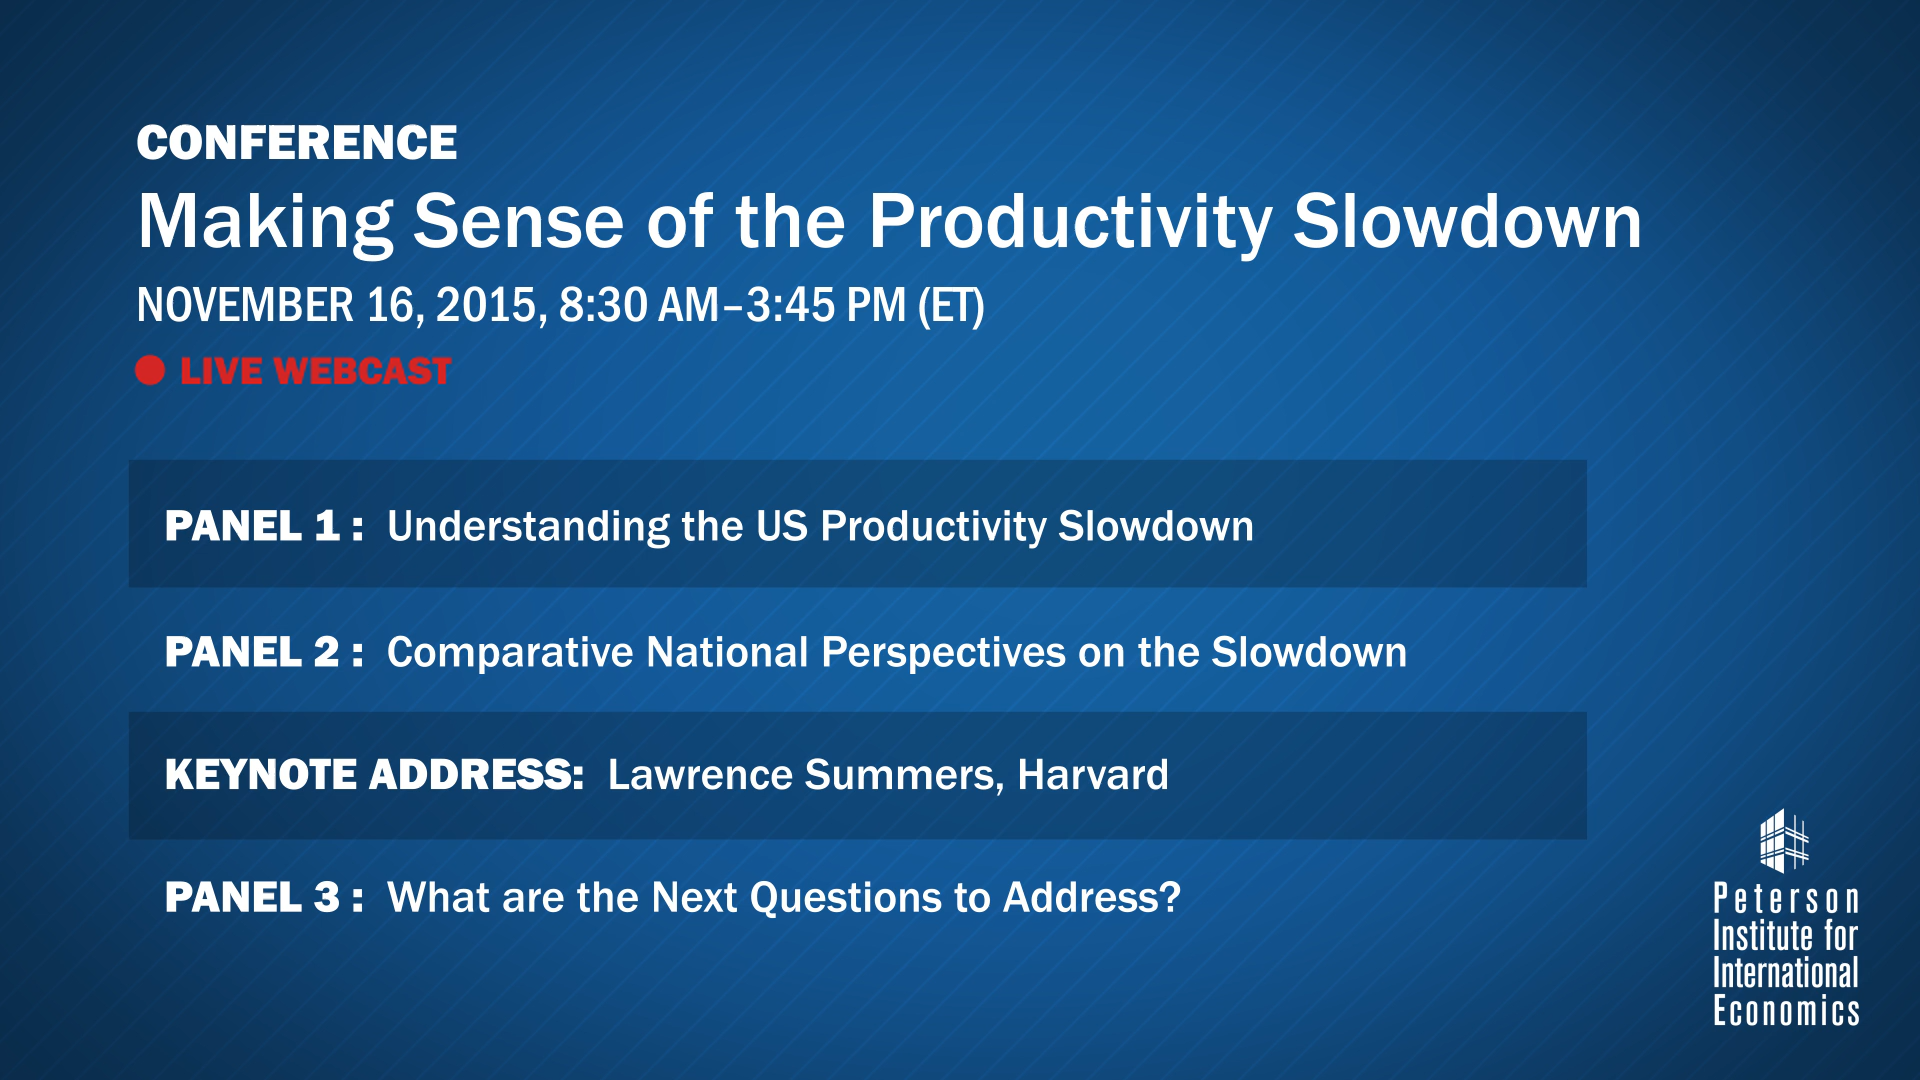 CONFERENCE
Making Sense of the Productivity Slowdown
NOVEMBER 16, 2015, 8:30 AM–3:45 PM (ET)
LIVE WEBCAST
PANEL 1 : Understanding the US Productivity Slowdown
PANEL 2 : Comparative National Perspectives on the Slowdown
KEYNOTE ADDRESS: Lawrence Summers, Harvard
PANEL 3 : What are the Next Questions to Address?
Peterson
Institute for
International
Economics